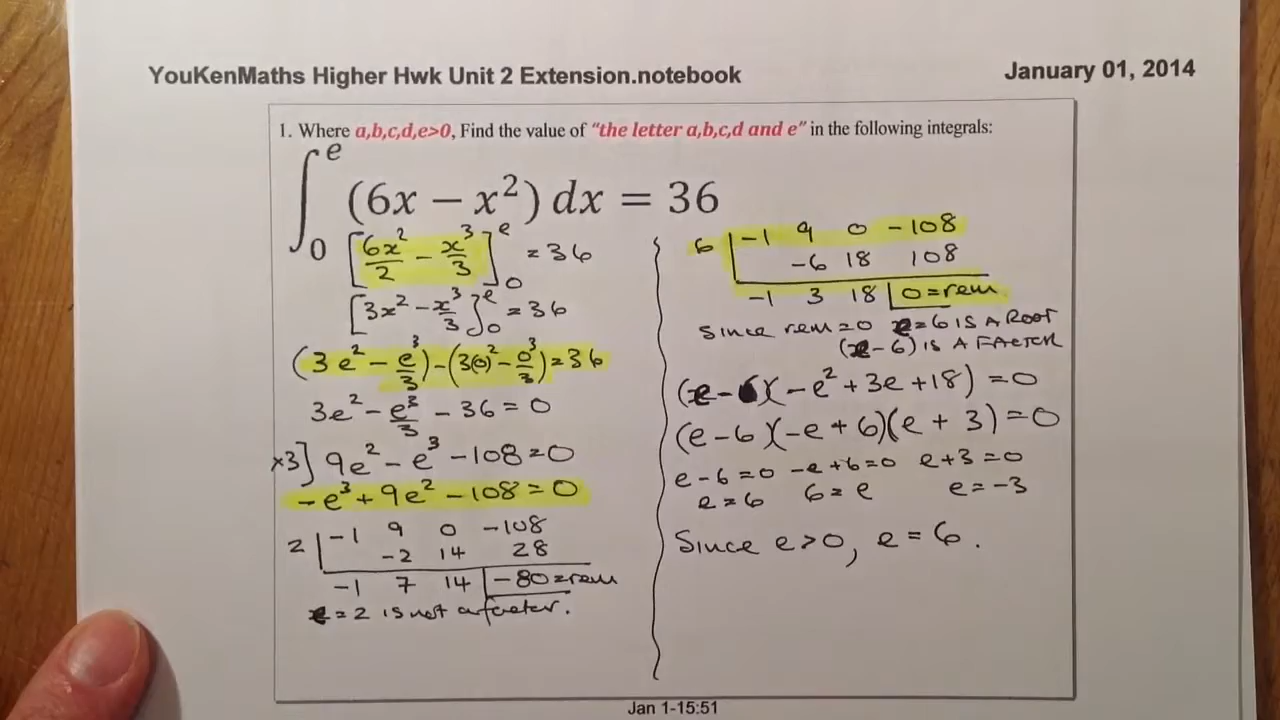 YouKenMaths Higher Hwk Unit 2 Extension.notebook
January 01, 2014
1. Where a,b,c,d,e>0, Find the value of "the letter a,b,c,d and e" in the following integrals:
∫₀ᵉ (6x − x²) dx = 36
[6x²/2 − x³/3]₀ᵉ = 36
[3x² − x³/3]₀ᵉ = 36
(3e² − e³/3) − (3(0)² − 0³/3) = 36
3e² − e³/3 − 36 = 0
×3] 9e² − e³ − 108 = 0
−e³ + 9e² − 108 = 0
2 | −1 9 0 −108
−2 14 28
−1 7 14 | −80 = rem
e = 2 is not a factor.
6 | −1 9 0 −108
−6 18 108
−1 3 18 | 0 = rem
Since rem = 0 e = 6 IS A ROOT
(e − 6) IS A FACTOR
(e − 6)(−e² + 3e + 18) = 0
(e − 6)(−e + 6)(e + 3) = 0
e − 6 = 0 −e + 6 = 0 e + 3 = 0
e = 6 6 = e e = −3
Since e > 0, e = 6.
Jan 1-15:51